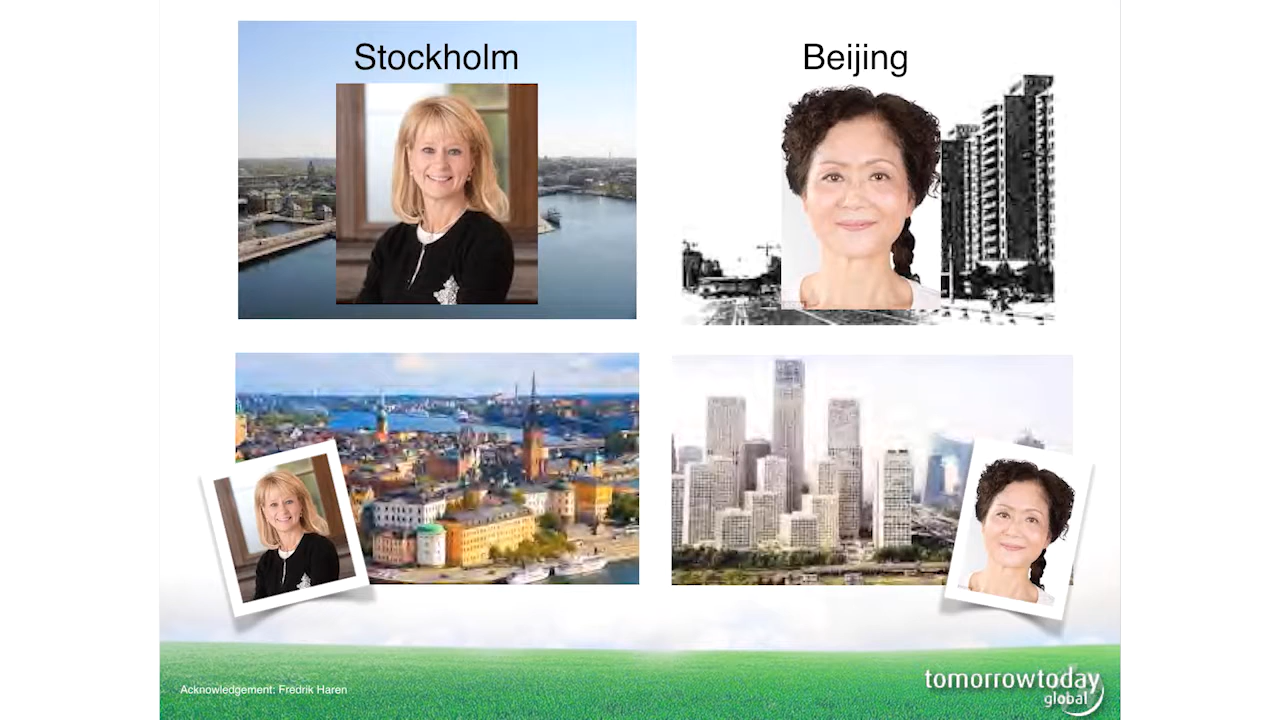 Stockholm
Beijing
Acknowledgement: Fredrik Haren
tomorrowtoday
global